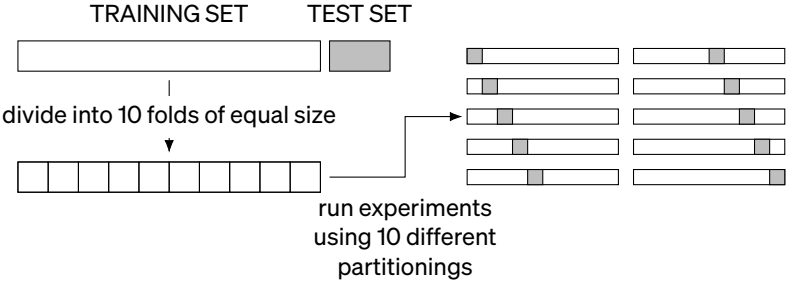 TRAINING SET
TEST SET
divide into 10 folds of equal size
run experiments
using 10 different
partitionings